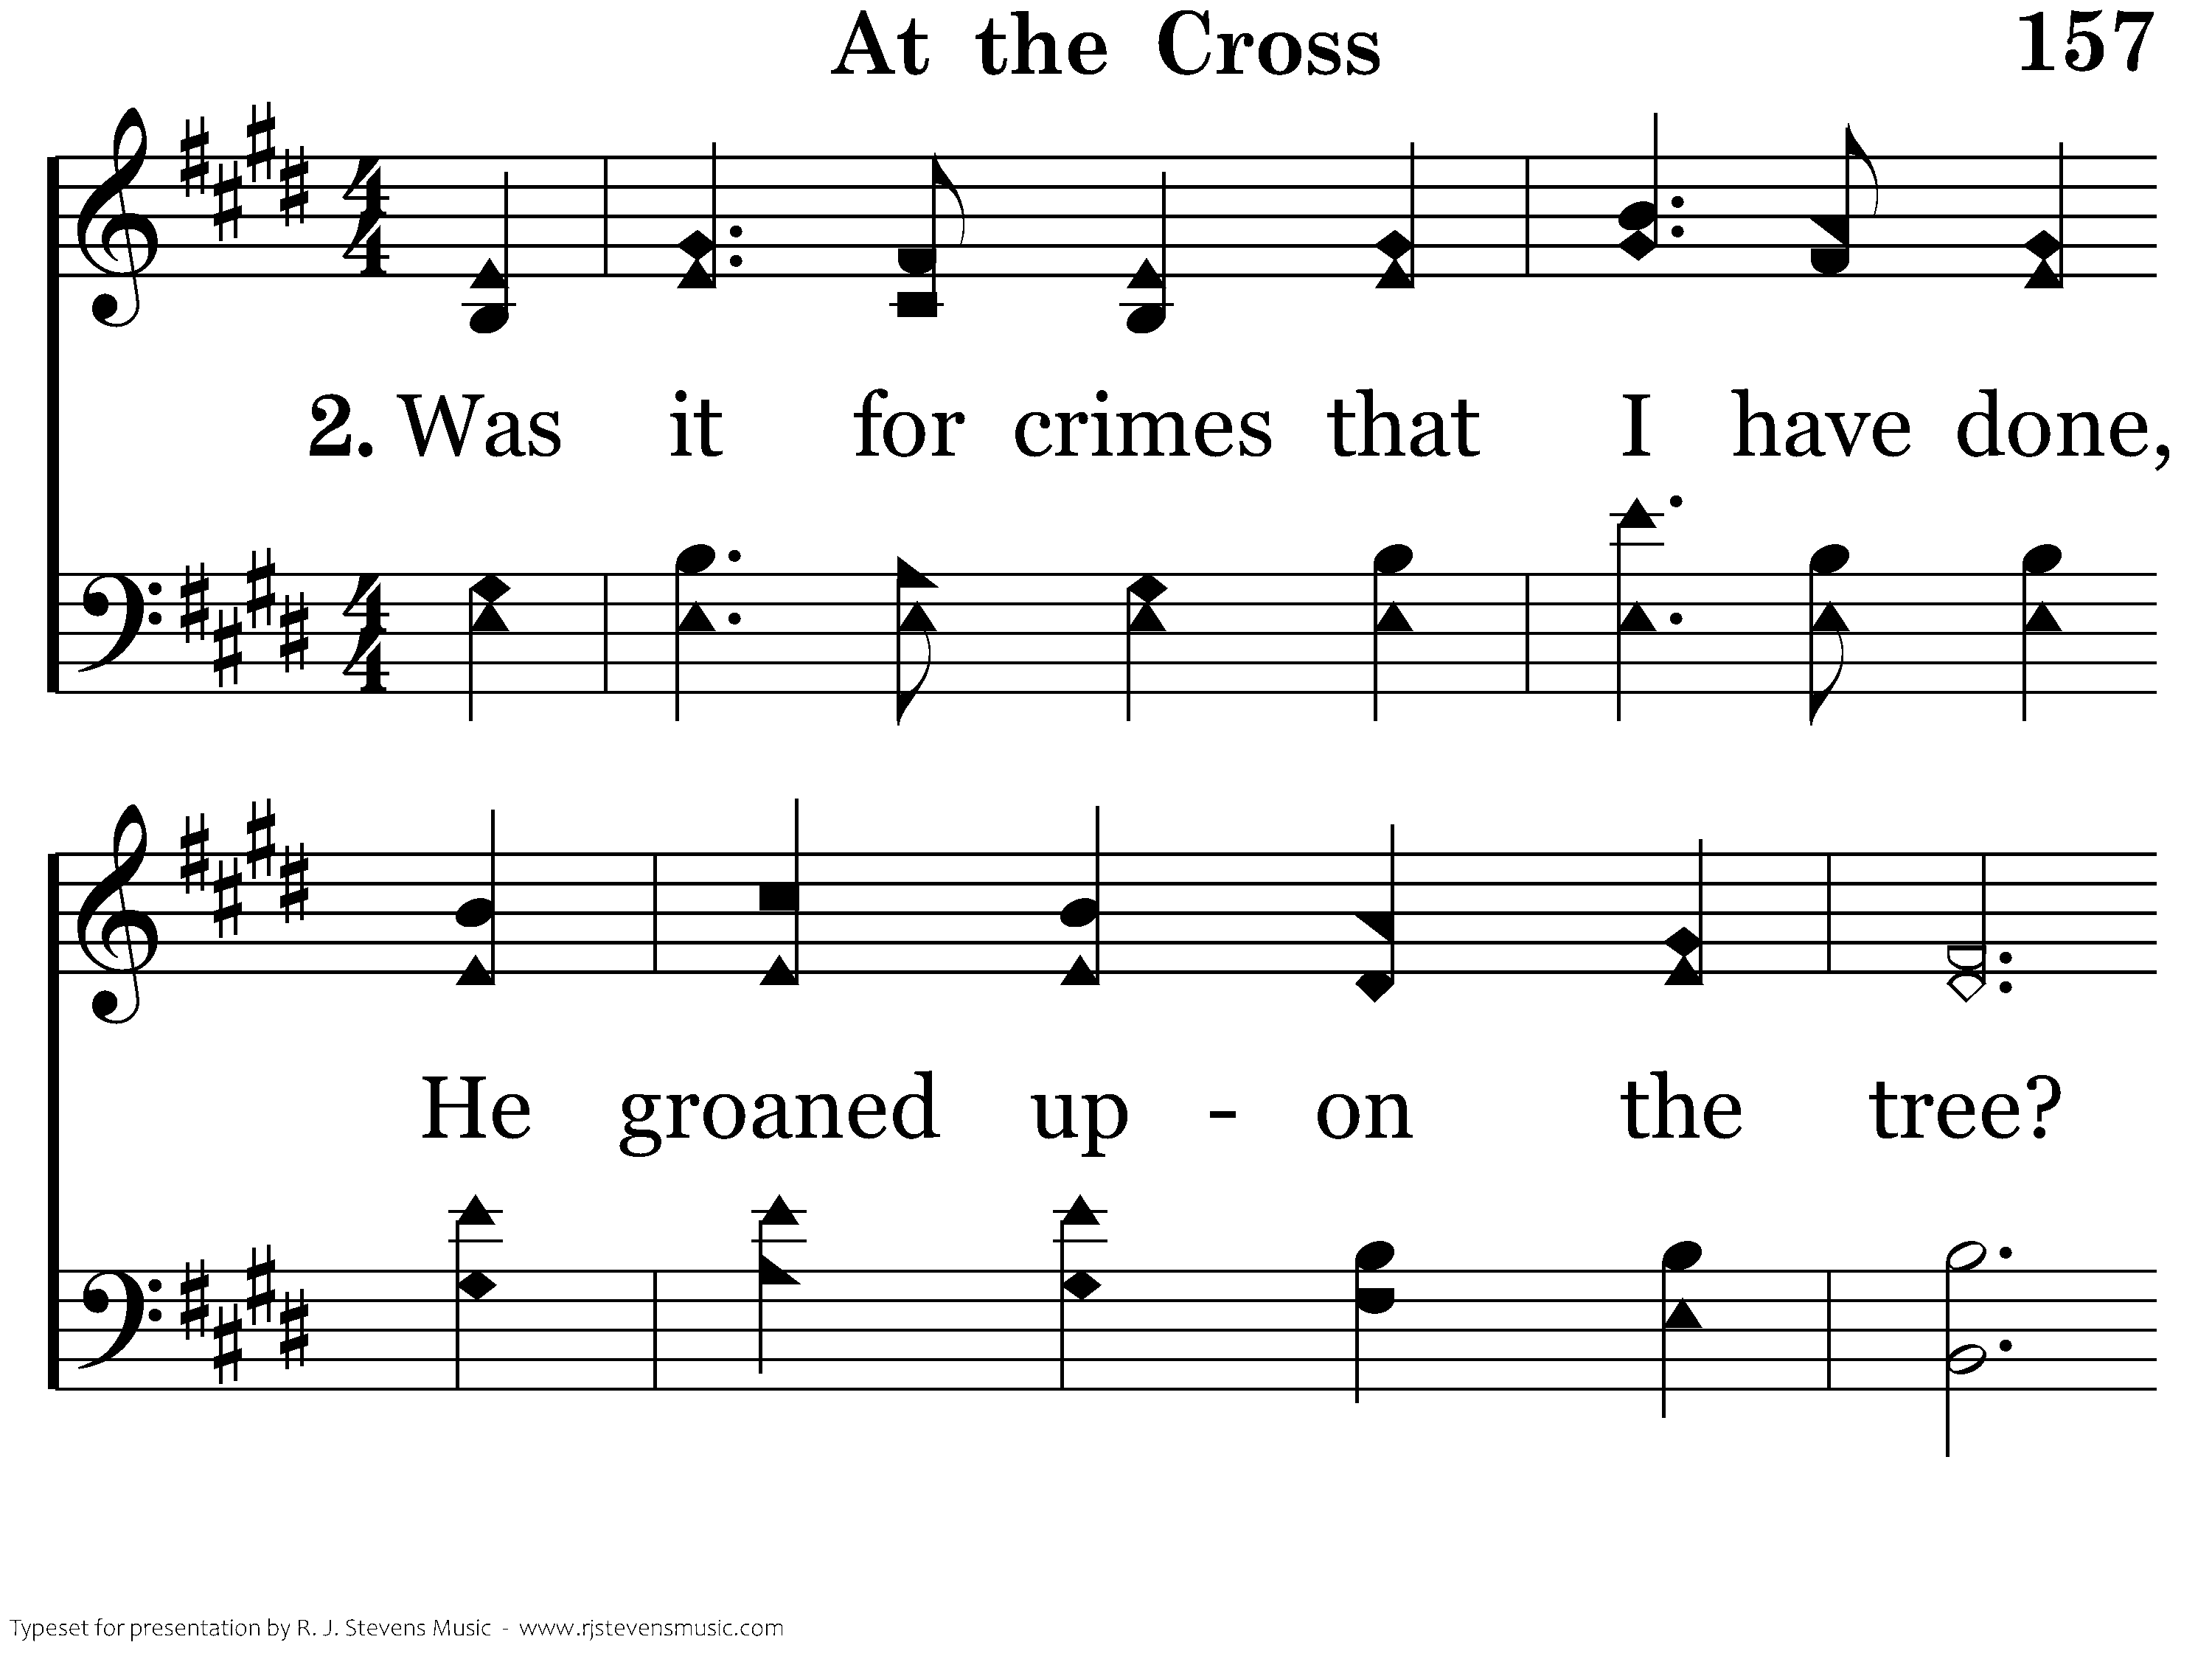 At the Cross 157
2. Was it for crimes that I have done,
He groaned up - on the tree?
Typeset for presentation by R. J. Stevens Music - www.rjstevensmusic.com